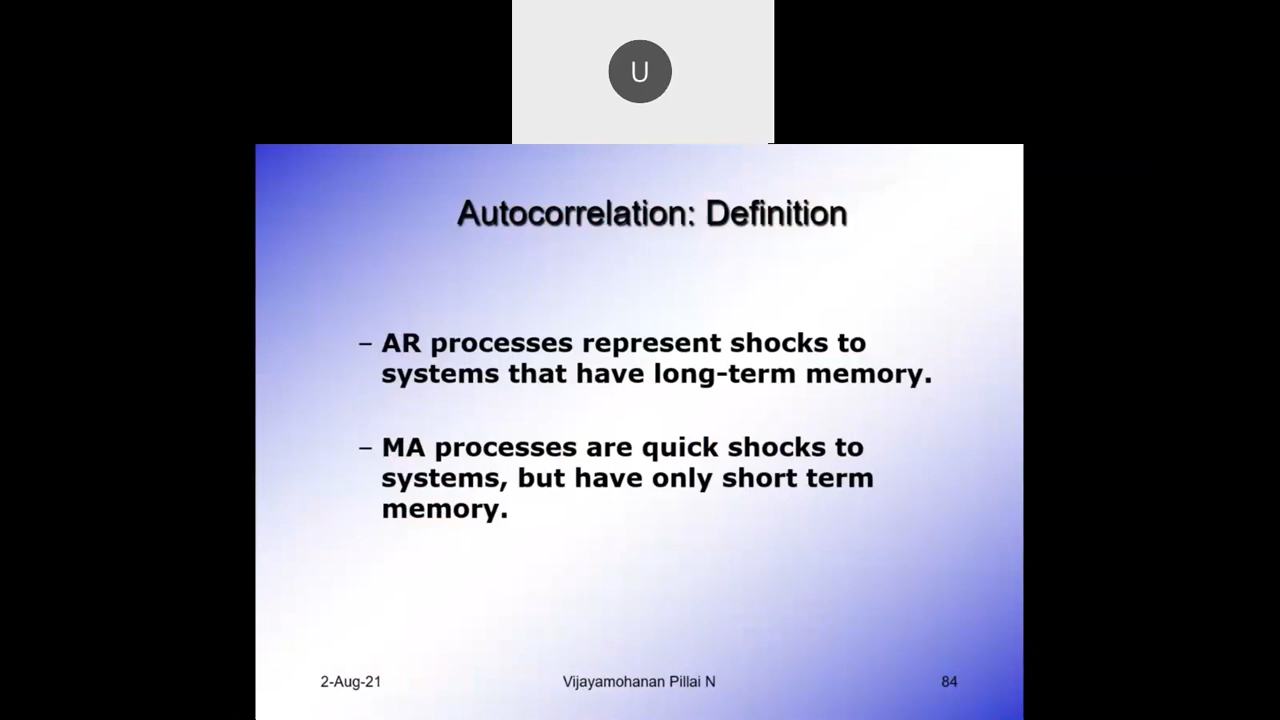 U
Autocorrelation: Definition
– AR processes represent shocks to
systems that have long-term memory.
– MA processes are quick shocks to
systems, but have only short term
memory.
2-Aug-21
Vijayamohanan Pillai N
84